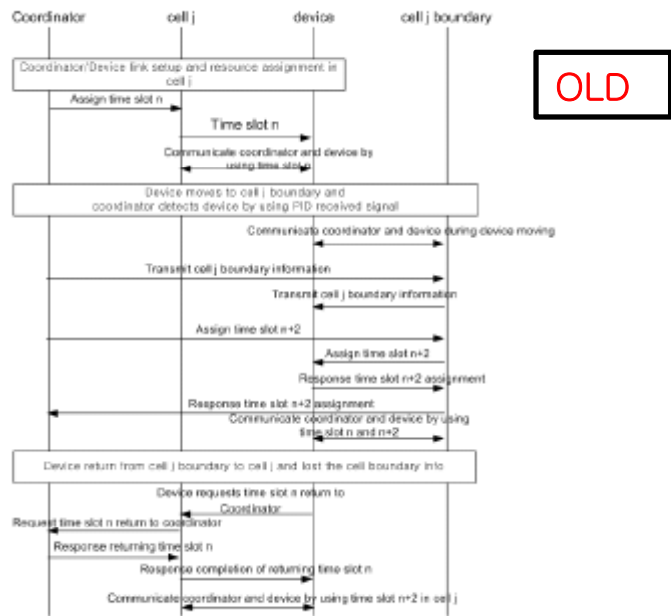 Coordinator
cell j
device
cell j boundary
OLD
Coordinator/Device link setup and resource assignment in
cell j
Assign time slot n
Time slot n
Communicate coordinator and device by
using time slot n
Device moves to cell j boundary and
coordinator detects device by using PID received signal
Communicate coordinator and device during device moving
Transmit cell j boundary information
Transmit cell j boundary information
Assign time slot n+2
Assign time slot n+2
Response time slot n+2 assignment
Response time slot n+2 assignment
Communicate coordinator and device by using
time slot n and n+2
Device return from cell j boundary to cell j and lost the cell boundary info
Device requests time slot n return to
Coordinator
Request time slot n return to coordinator
Response returning time slot n
Response completion of returning time slot n
Communicate coordinator and device by using time slot n+2 in cell j